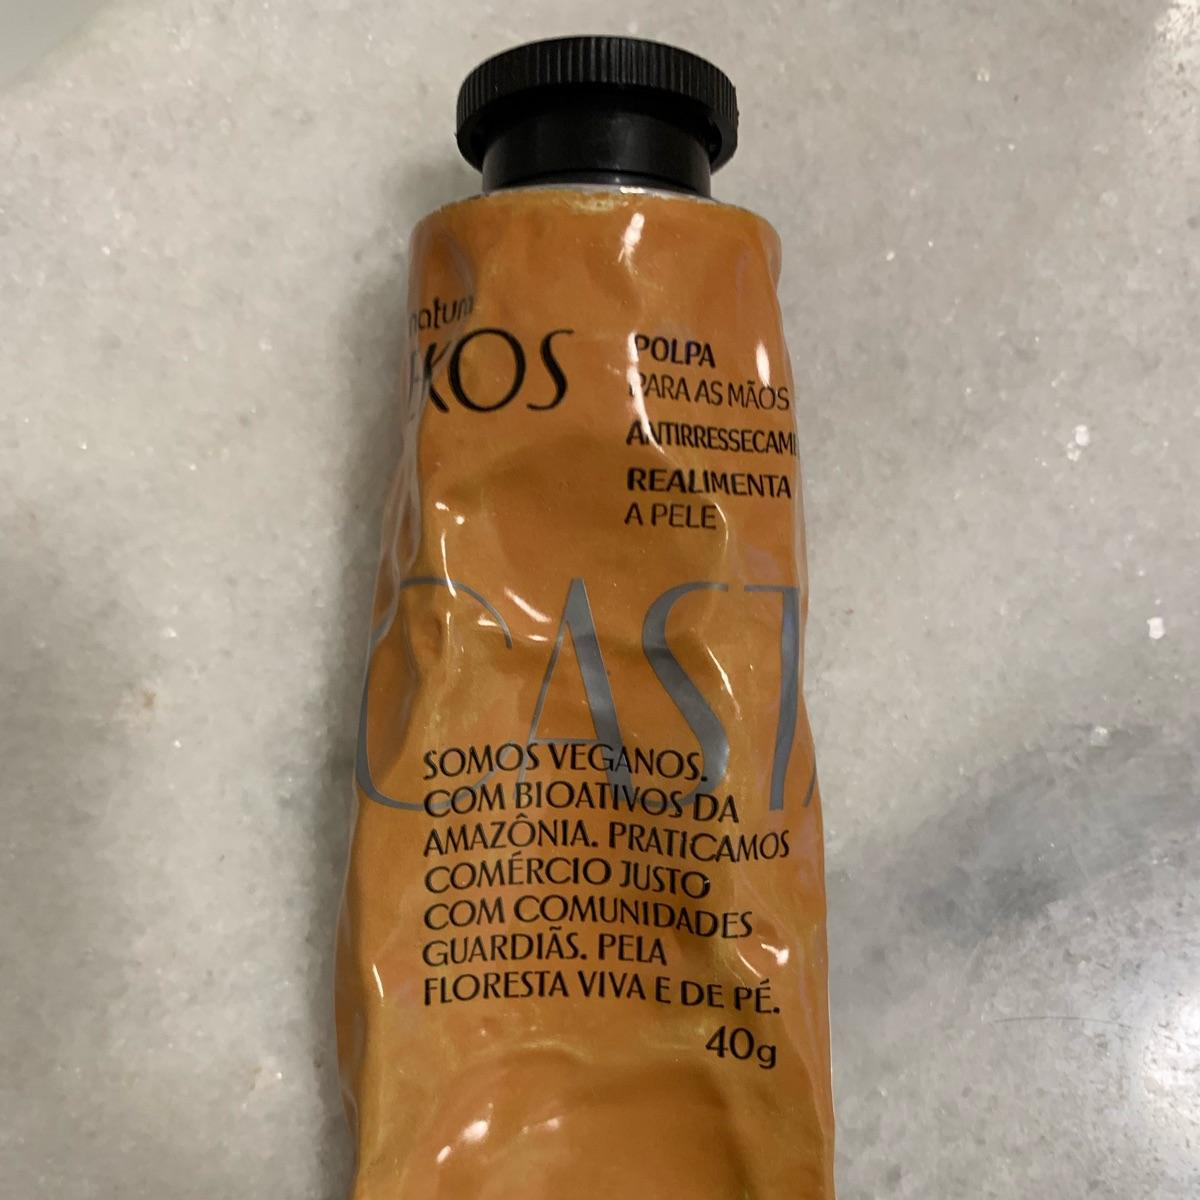 natura
EKOS
POLPA
PARA AS MÃOS
ANTIRRESSECAM
REALIMENTA
A PELE
CAST
SOMOS VEGANOS.
COM BIOATIVOS DA
AMAZÔNIA. PRATICAMOS
COMÉRCIO JUSTO
COM COMUNIDADES
GUARDIÃS. PELA
FLORESTA VIVA E DE PÉ.
40g